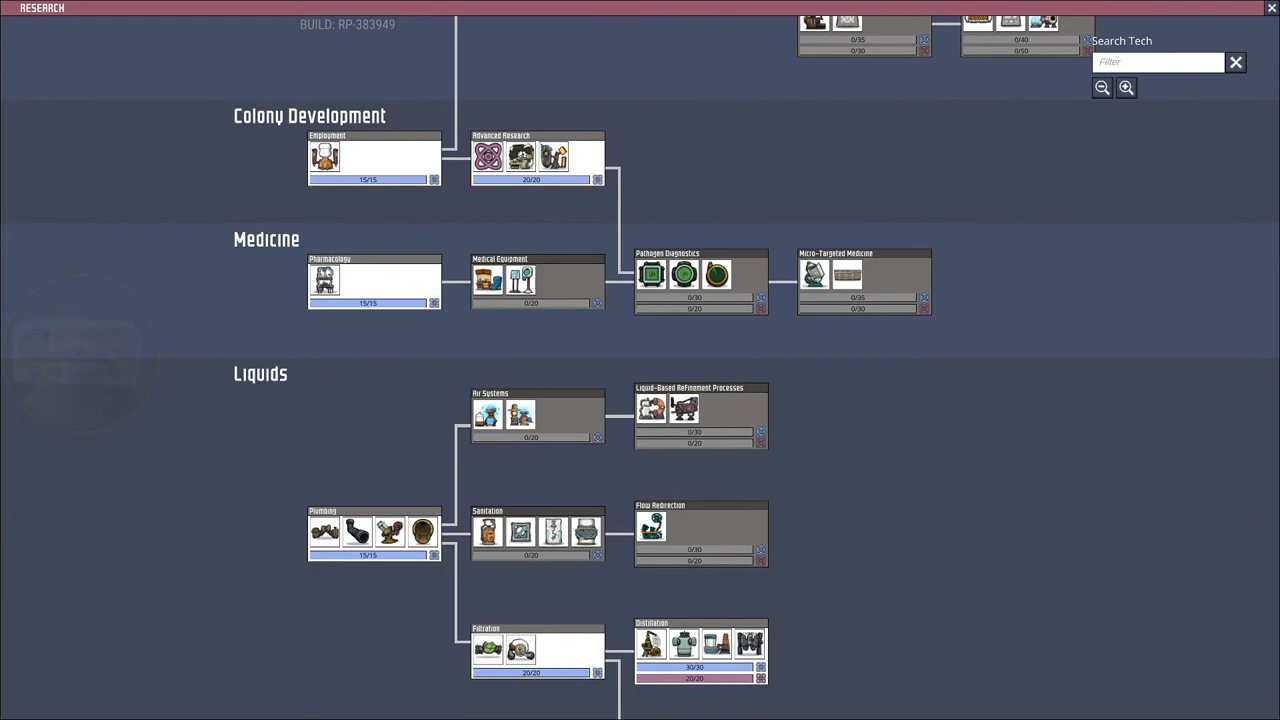 RESEARCH
BUILD: RP-383949
0/35
0/30
0/40
0/50
Search Tech
Filter
Colony Development
Employment
15/15
Advanced Research
20/20
Medicine
Pharmacology
15/15
Medical Equipment
0/20
Pathogen Diagnostics
0/30
0/20
Micro-Targeted Medicine
0/35
0/30
Liquids
Air Systems
0/20
Liquid-Based Refinement Processes
0/30
0/20
Plumbing
15/15
Sanitation
0/20
Flow Redirection
0/30
0/20
Filtration
20/20
Distillation
30/30
20/20